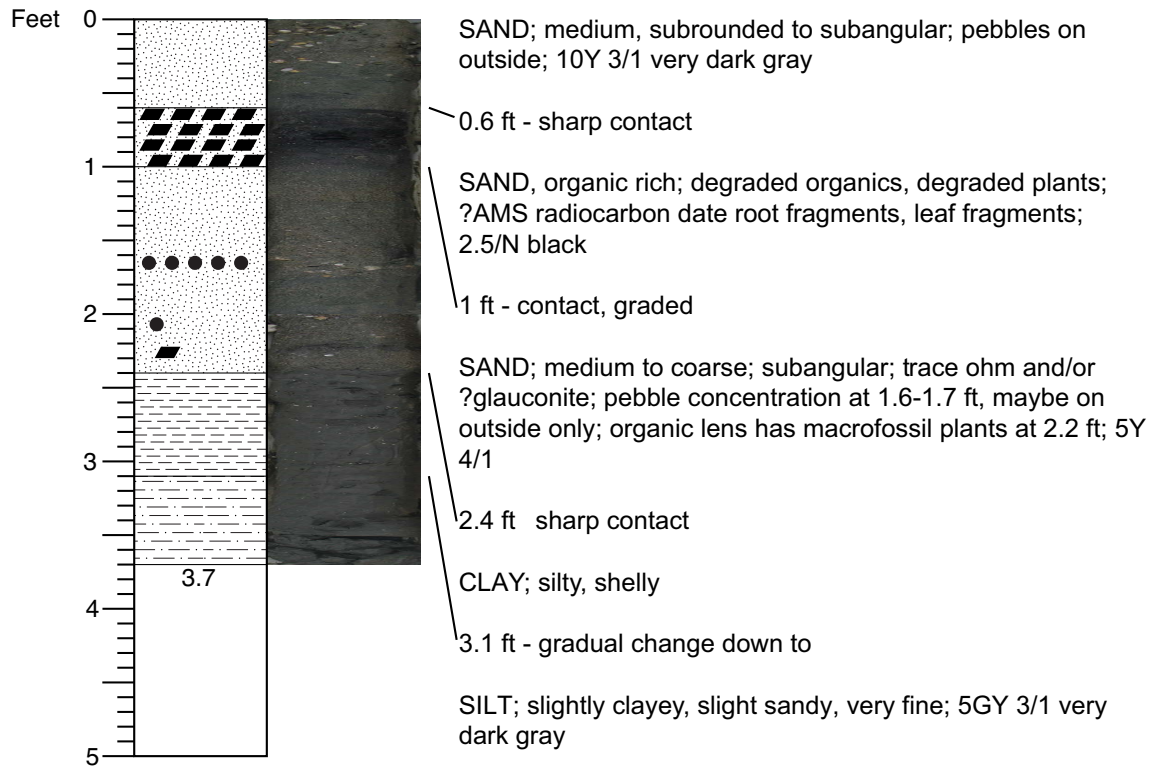 Feet
0
1
2
3
3.7
4
5
SAND; medium, subrounded to subangular; pebbles on
outside; 10Y 3/1 very dark gray
0.6 ft - sharp contact
SAND, organic rich; degraded organics, degraded plants;
?AMS radiocarbon date root fragments, leaf fragments;
2.5/N black
1 ft - contact, graded
SAND; medium to coarse; subangular; trace ohm and/or
?glauconite; pebble concentration at 1.6-1.7 ft, maybe on
outside only; organic lens has macrofossil plants at 2.2 ft; 5Y
4/1
2.4 ft sharp contact
CLAY; silty, shelly
3.1 ft - gradual change down to
SILT; slightly clayey, slight sandy, very fine; 5GY 3/1 very
dark gray